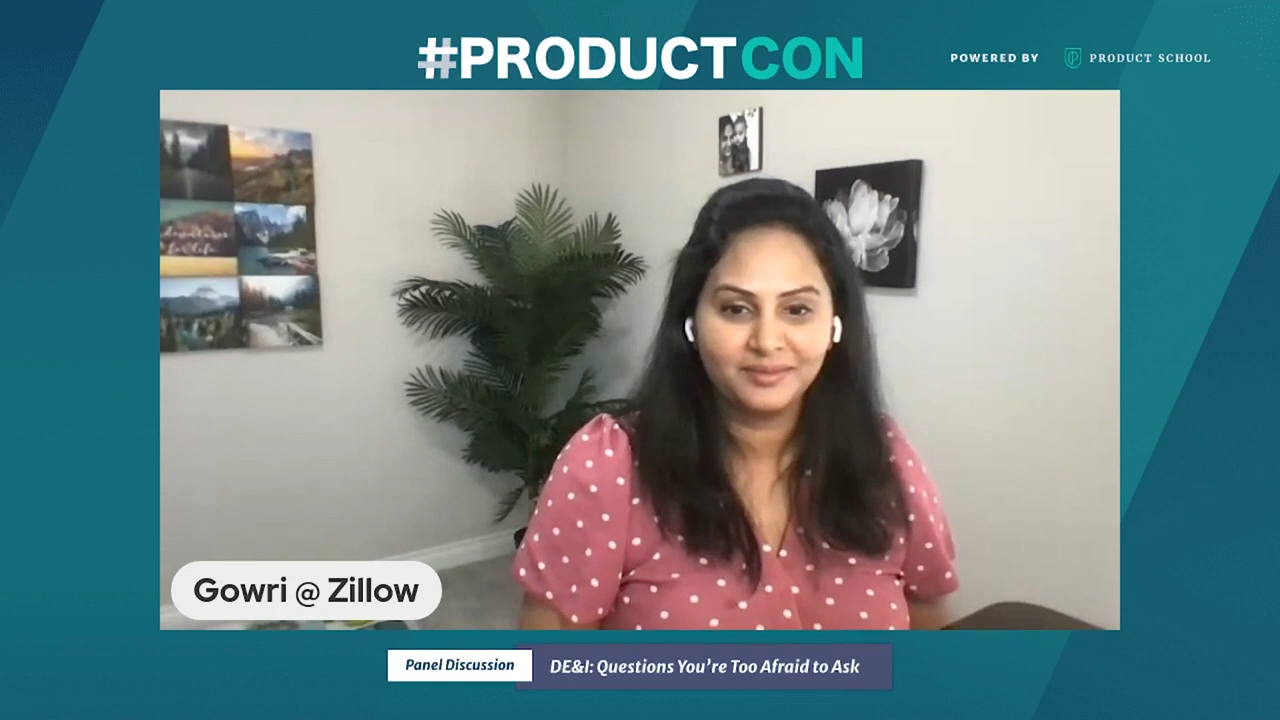 #PRODUCTCON
POWERED BY PRODUCT SCHOOL
Gowri @ Zillow
Panel Discussion
DE&I: Questions You're Too Afraid to Ask